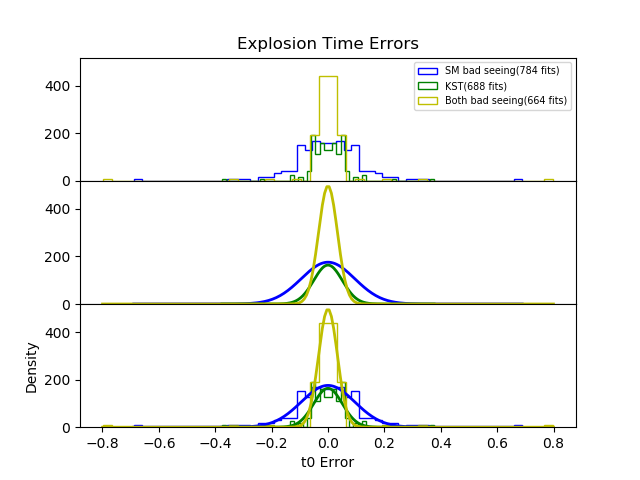 Explosion Time Errors
SM bad seeing(784 fits)
KST(688 fits)
Both bad seeing(664 fits)
400
200
0
400
200
0
400
200
0
Density
−0.8 −0.6 −0.4 −0.2 0.0 0.2 0.4 0.6 0.8
t0 Error